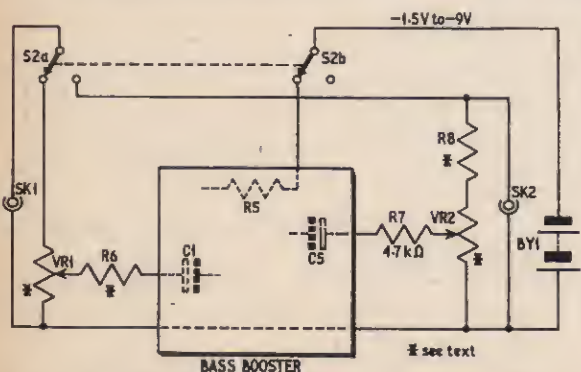 -1.5V to -9V
S2a
S2b
R8
*
SK1
R5
SK2
R7
VR2
C1
C5
4.7kΩ
*
BY1
VR1
R6
*
*
* see text
BASS BOOSTER